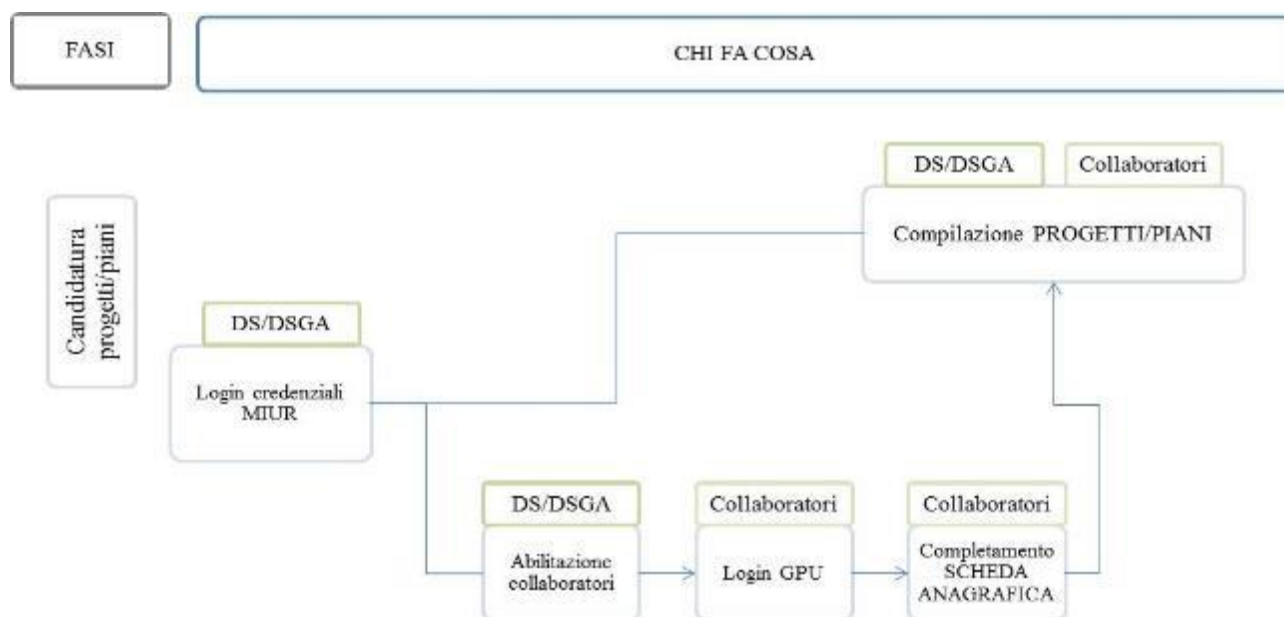 FASI
CHI FA COSA
DS/DSGA
Collaboratori
Compilazione PROGETTI/PIANI
Candidatura
progetti/piani
DS/DSGA
Login credenziali
MIUR
DS/DSGA
Collaboratori
Collaboratori
Abilitazione
collaboratori
Login GPU
Completamento
SCHEDA
ANAGRAFICA